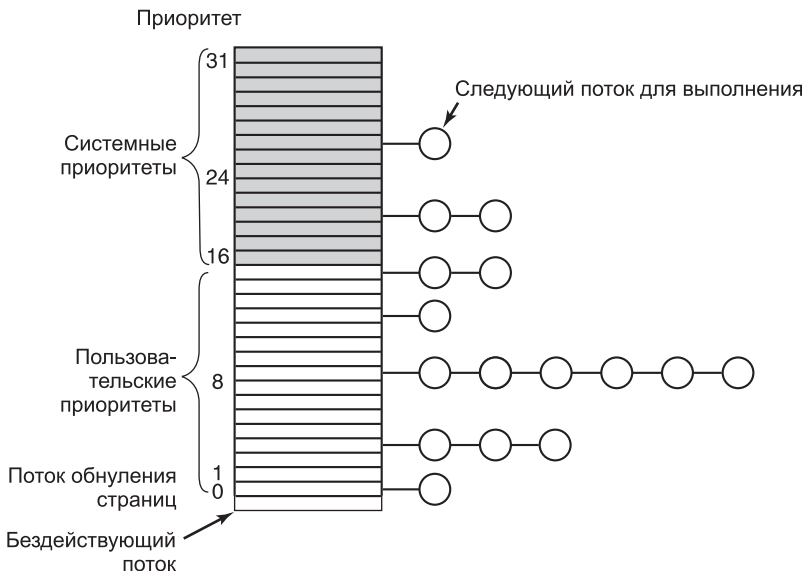 Приоритет
31
Следующий поток для выполнения
Системные
приоритеты
24
16
Пользова-
тельские
приоритеты
8
Поток обнуления
страниц
1
0
Бездействующий
поток